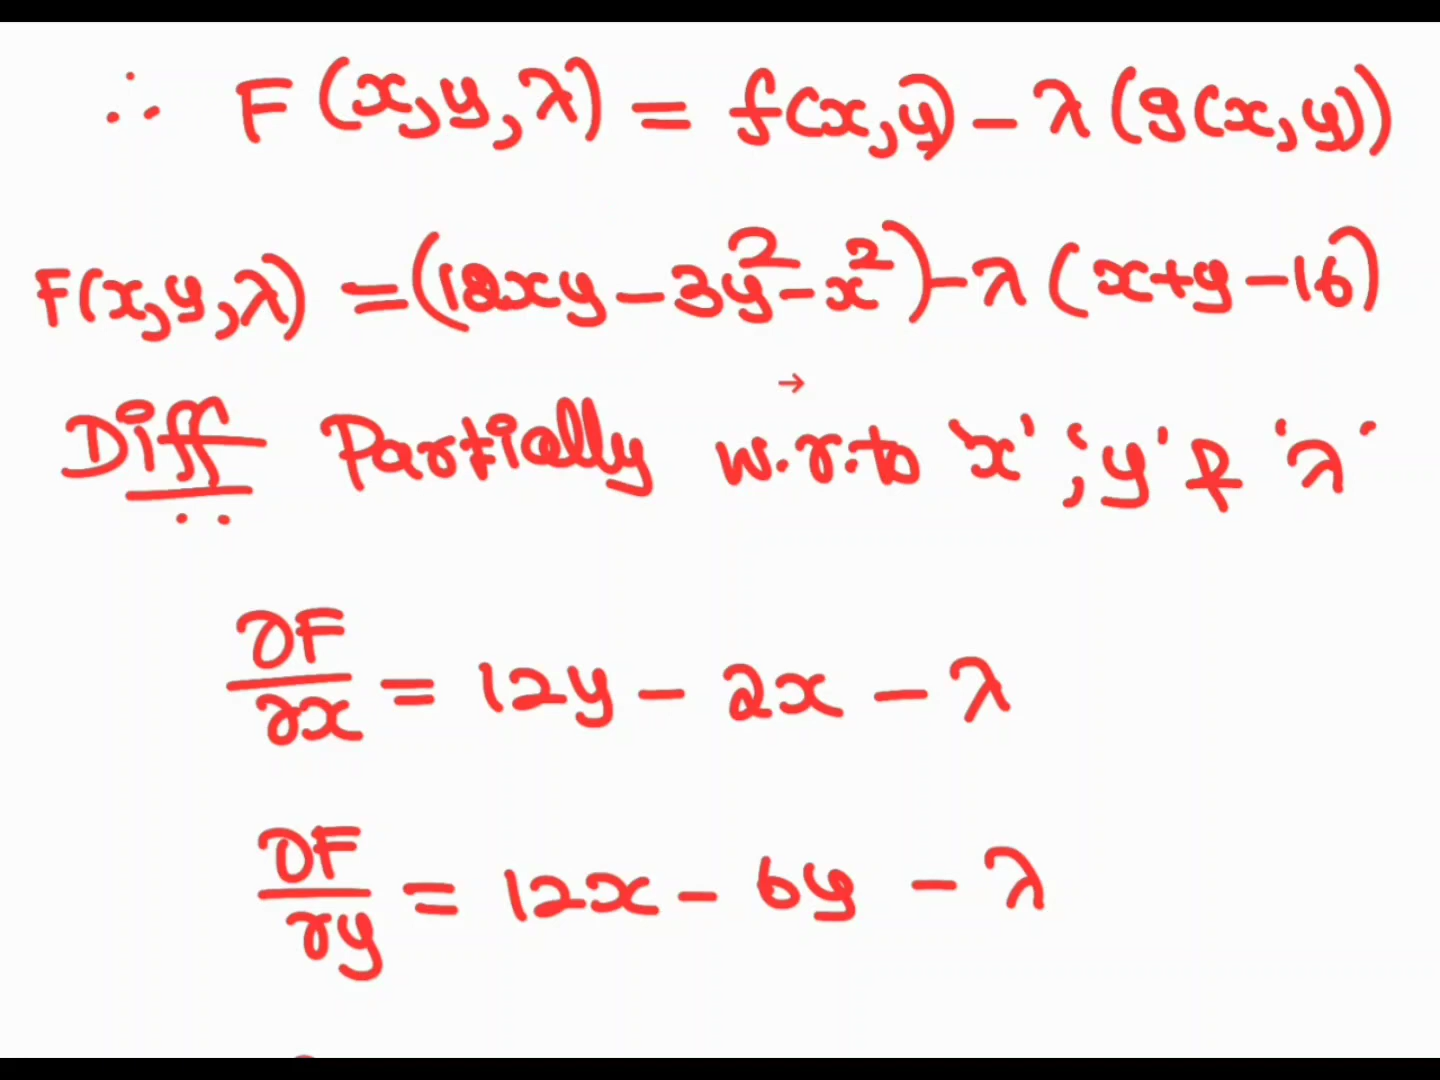 ∴ F(x,y,λ) = f(x,y) - λ(g(x,y))
F(x,y,λ) = (12xy - 3y² - x²) - λ(x+y-16)
Diff Partially w.r.to 'x' ; y' & 'λ'
∂F/∂x = 12y - 2x - λ
∂F/∂y = 12x - 6y - λ